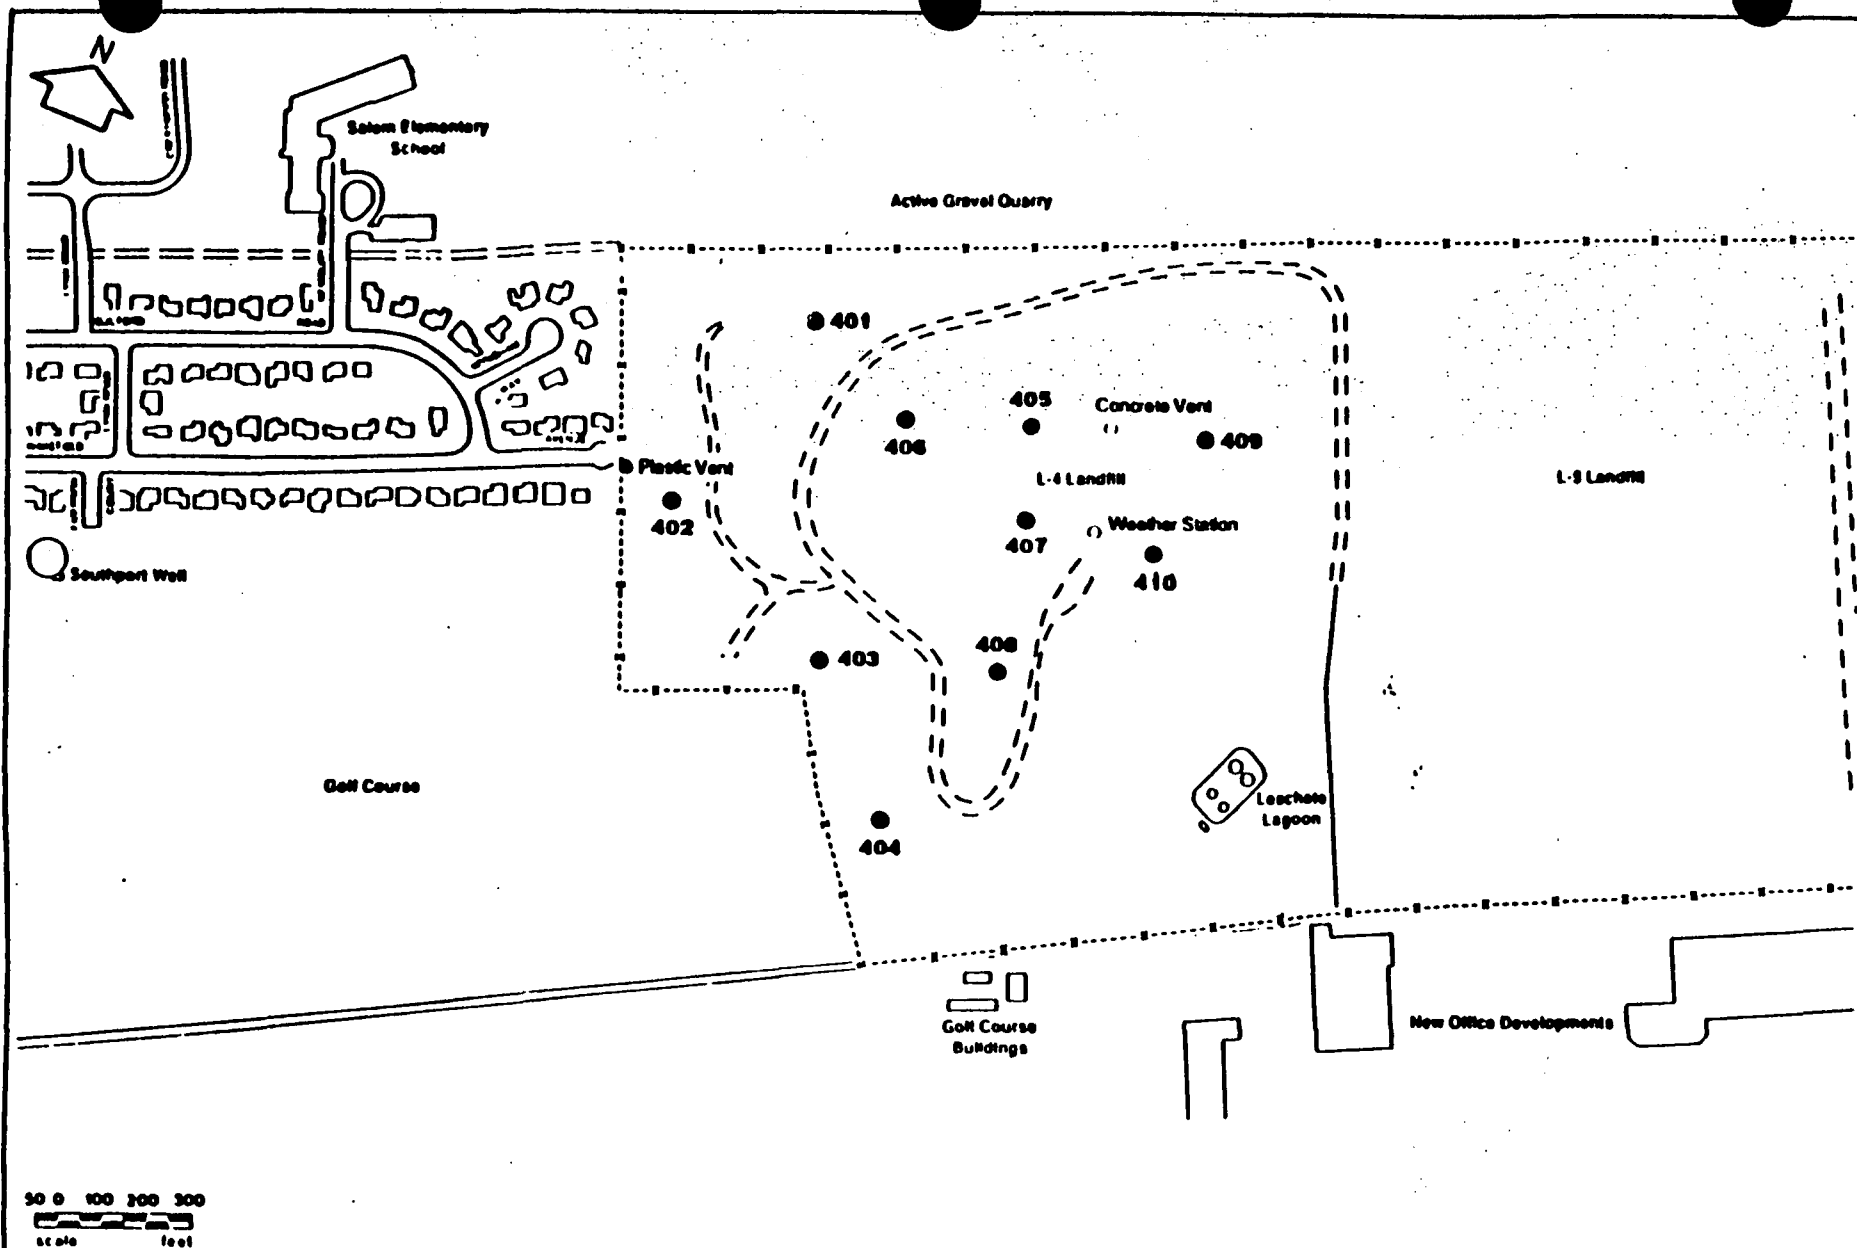 N
Salem Elementary
School
Active Gravel Quarry
ROAD
401
405
Concrete Vent
406
409
Plastic Vent
L-4 Landfill
L-5 Landfill
402
Weather Station
407
410
Southport Well
408
403
Golf Course
Leachate
Lagoon
404
Golf Course
Buildings
New Office Developments
50 0 100 200 300
scale feet